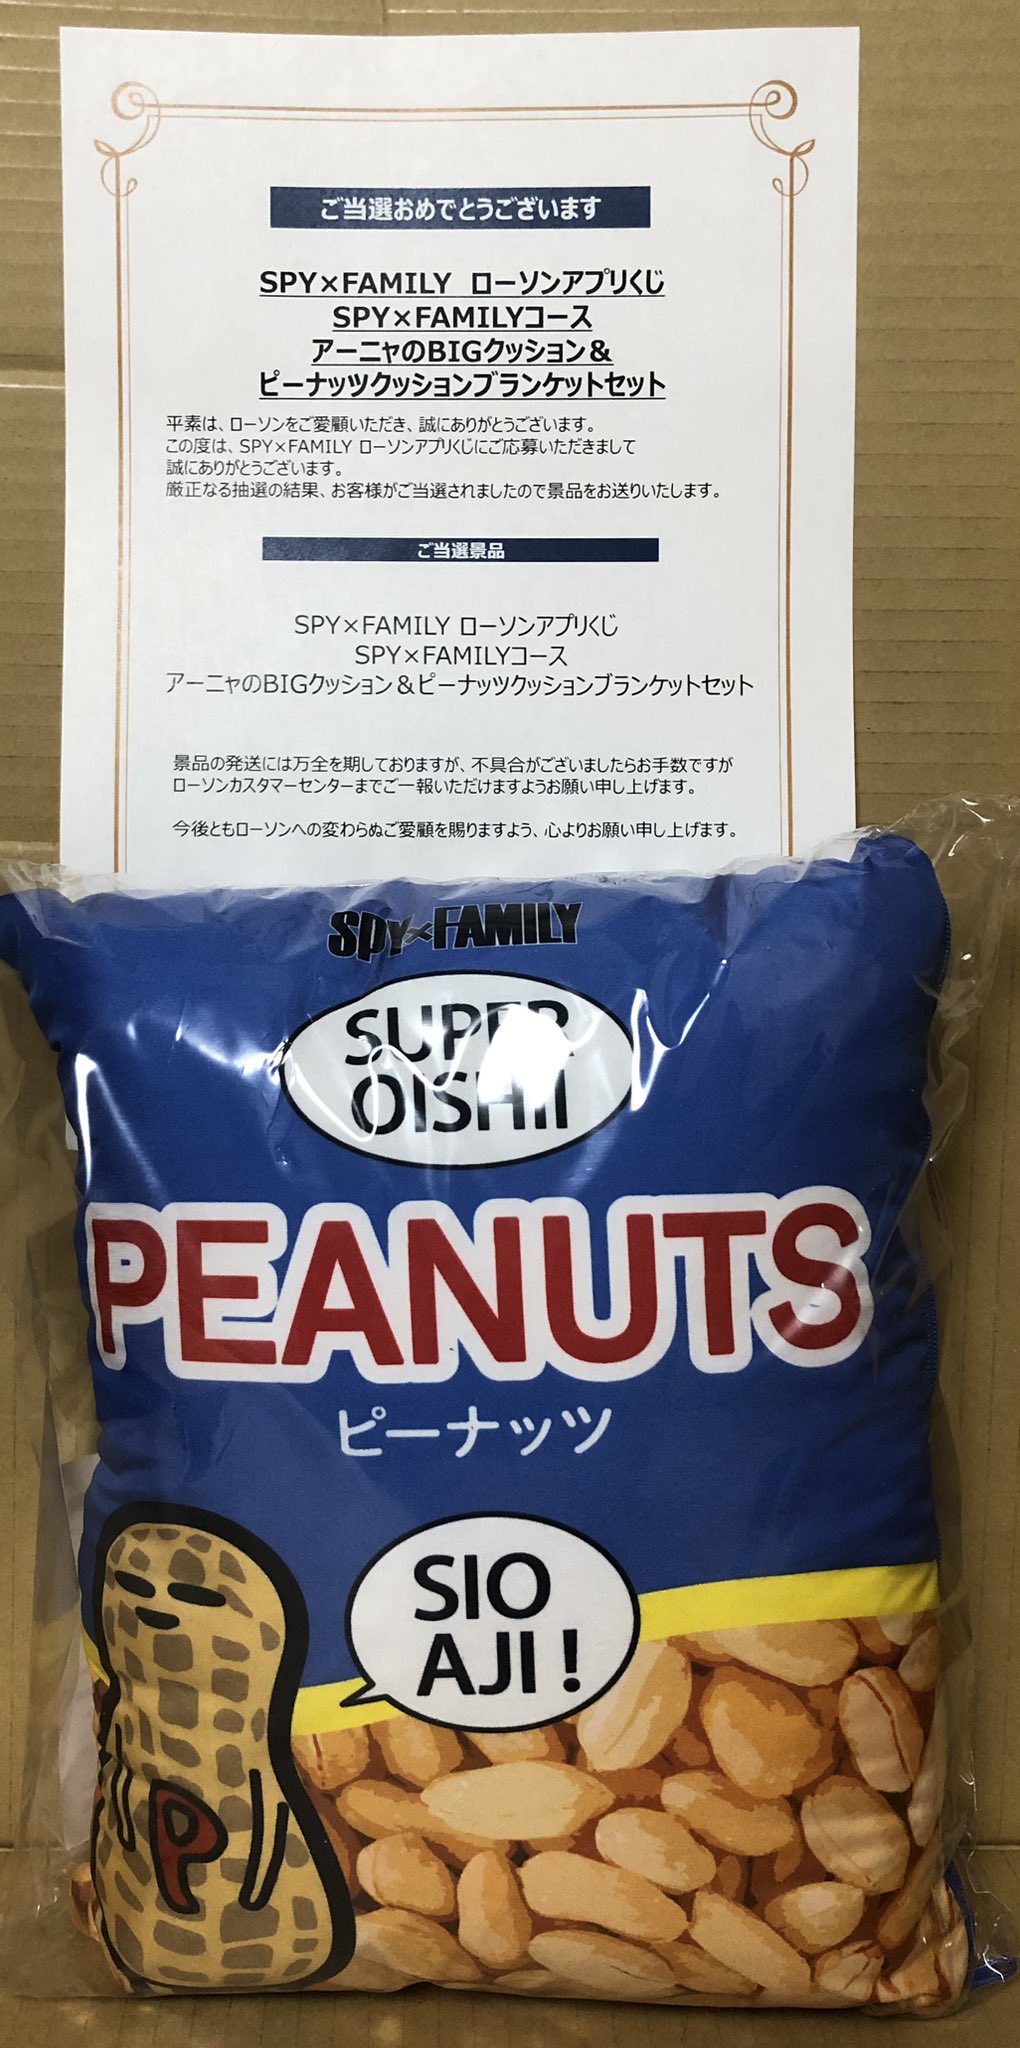 ご当選おめでとうございます
SPY×FAMILY ローソンアプリくじ
SPY×FAMILYコース
アーニャのBIGクッション＆
ピーナッツクッションブランケットセット
平素は、ローソンをご愛顧いただき、誠にありがとうございます。
この度は、SPY×FAMILY ローソンアプリくじにご応募いただきまして
誠にありがとうございます。
厳正なる抽選の結果、お客様がご当選されましたので景品をお送りいたします。
ご当選景品
SPY×FAMILY ローソンアプリくじ
SPY×FAMILYコース
アーニャのBIGクッション＆ピーナッツクッションブランケットセット
景品の発送には万全を期しておりますが、不具合がございましたらお手数ですが
ローソンカスタマーセンターまでご一報いただけますようお願い申し上げます。
今後ともローソンへの変わらぬご愛顧を賜りますよう、心よりお願い申し上げます。
SPY×FAMILY
SUPER
OISHII
PEANUTS
ピーナッツ
SIO
AJI!
P